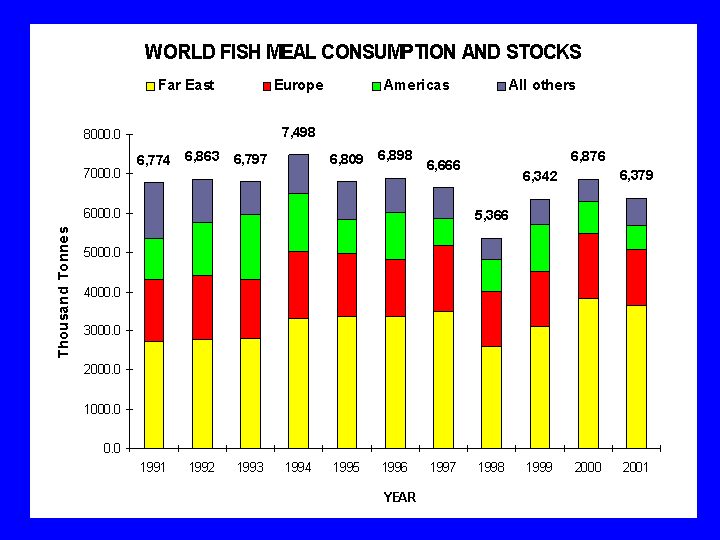 WORLD FISH MEAL CONSUMPTION AND STOCKS
Far East Europe Americas All others
8000.0
7000.0
6000.0
5000.0
4000.0
3000.0
2000.0
1000.0
0.0
Thousand Tonnes
6,774 6,863 6,797 7,498 6,809 6,898 6,666 5,366 6,342 6,876 6,379
1991 1992 1993 1994 1995 1996 1997 1998 1999 2000 2001
YEAR